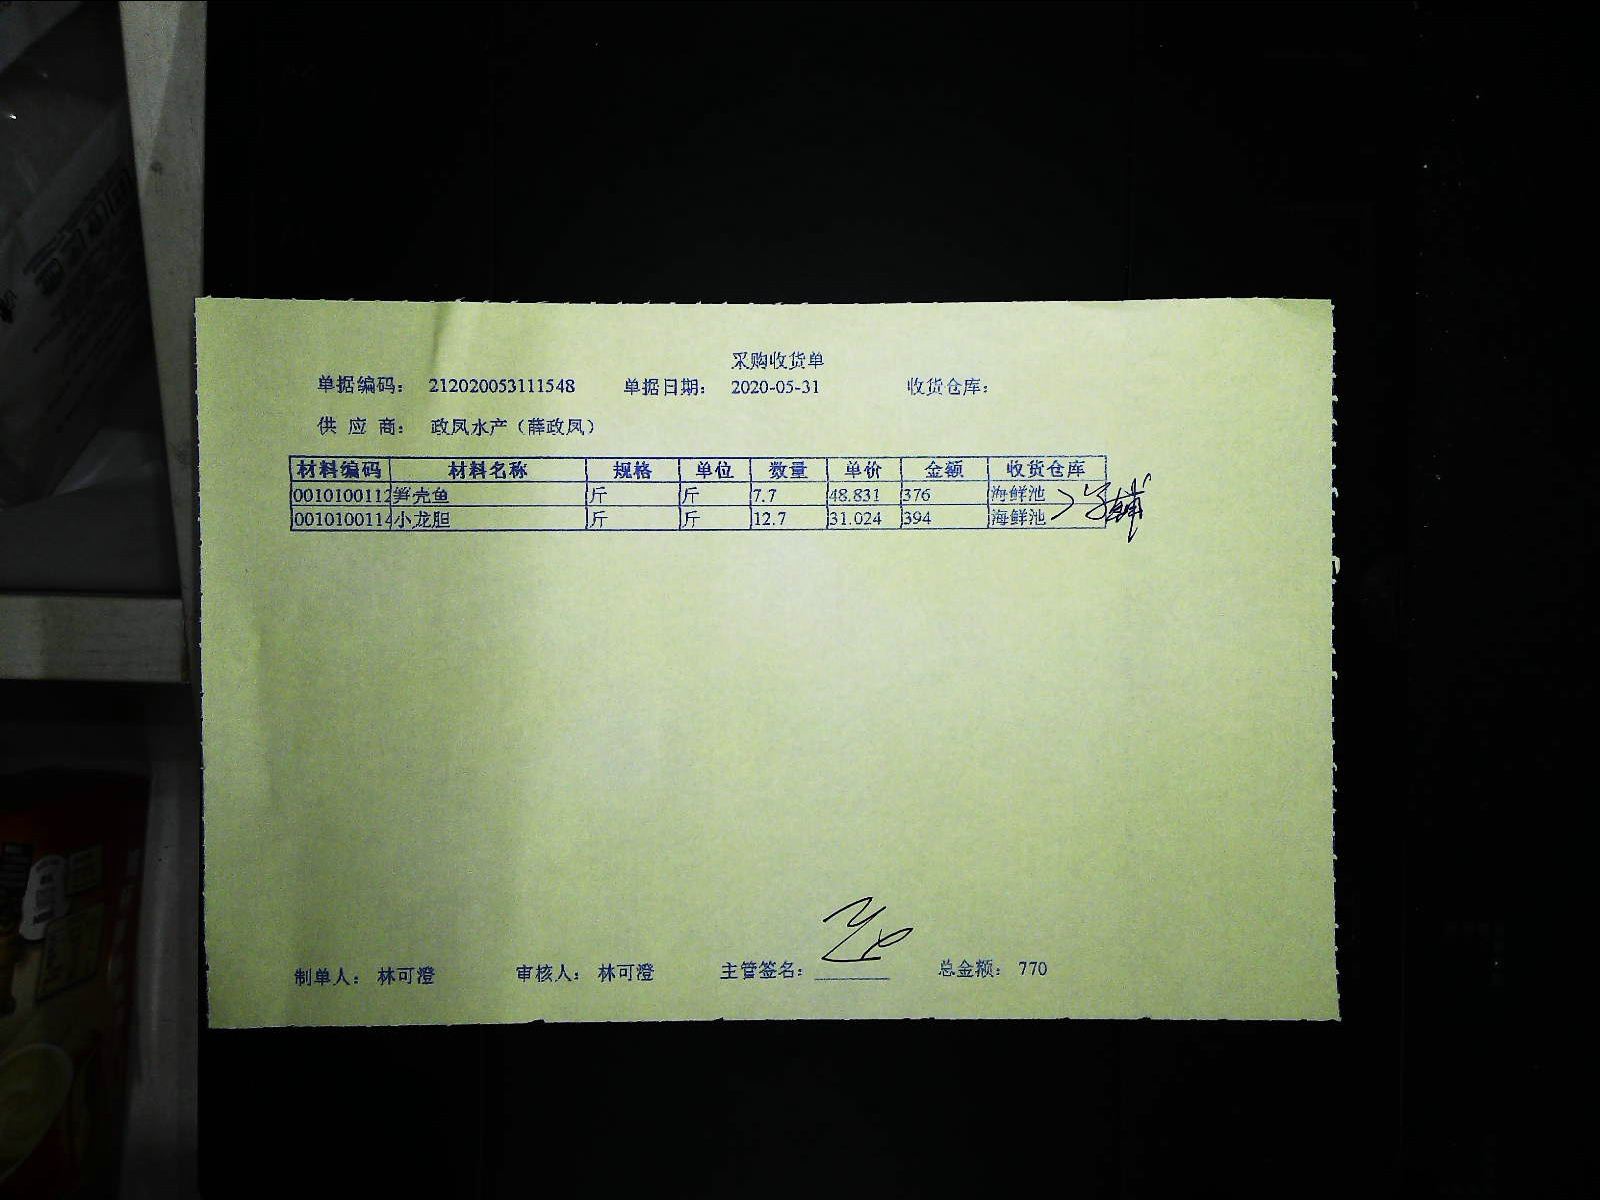 采购收货单
单据编码： 212020053111548 单据日期： 2020-05-31 收货仓库：
供 应 商： 政凤水产（薛政凤）
材料编码 材料名称 规格 单位 数量 单价 金额 收货仓库
0010100112 笋壳鱼 斤 斤 7.7 48.831 376 海鲜池
0010100114 小龙胆 斤 斤 12.7 31.024 394 海鲜池
制单人： 林可澄 审核人： 林可澄 主管签名： 总金额： 770